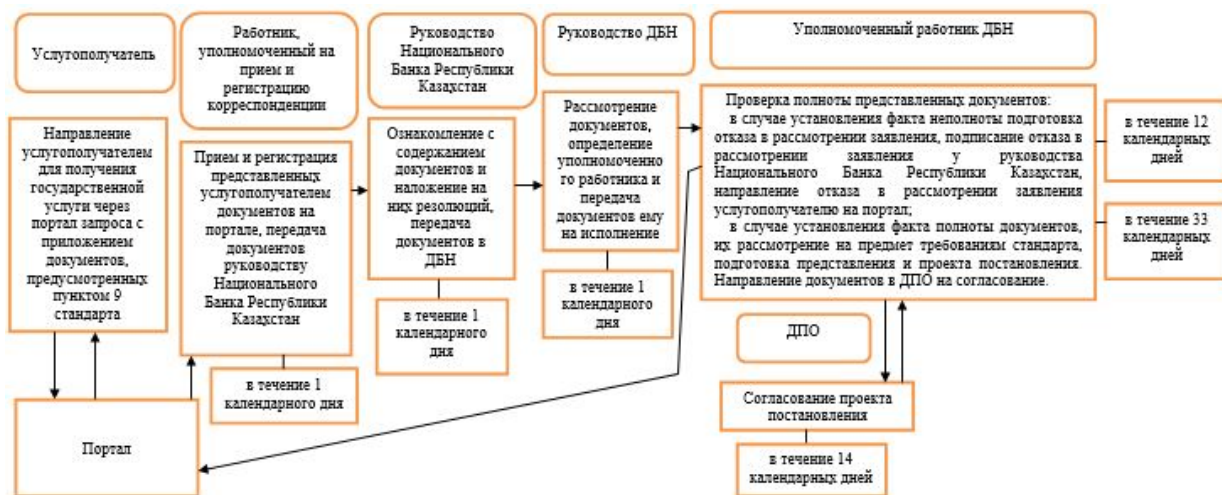 Услугополучатель
Работник,
уполномоченный на
прием и
регистрацию
корреспонденции
Руководство
Национального
Банка Республики
Казахстан
Руководство ДБН
Уполномоченный работник ДБН
Направление
услугополучателем
для получения
государственной
услуги через
портал запроса с
приложением
документов,
предусмотренных
пунктом 9
стандарта
Прием и регистрация
представленных
услугополучателем
документов на
портале, передача
документов
руководству
Национального
Банка Республики
Казахстан
Ознакомление с
содержанием
документов и
наложение на
них резолюций,
передача
документов в
ДБН
Рассмотрение
документов,
определение
уполномоченно
го работника и
передача
документов ему
на исполнение
Проверка полноты представленных документов:
в случае установления факта неполноты подготовка
отказа в рассмотрении заявления, подписание отказа в
рассмотрении заявления у руководства
Национального Банка Республики Казахстан,
направление отказа в рассмотрении заявления
услугополучателю на портал;
в случае установления факта полноты документов,
их рассмотрение на предмет требованиям стандарта,
подготовка представления и проекта постановления.
Направление документов в ДПО на согласование.
в течение 12
календарных
дней
в течение 33
календарных
дней
в течение 1
календарного дня
в течение 1
календарного
дня
в течение 1
календарного
дня
ДПО
Согласование проекта
постановления
в течение 14
календарных дней
Портал